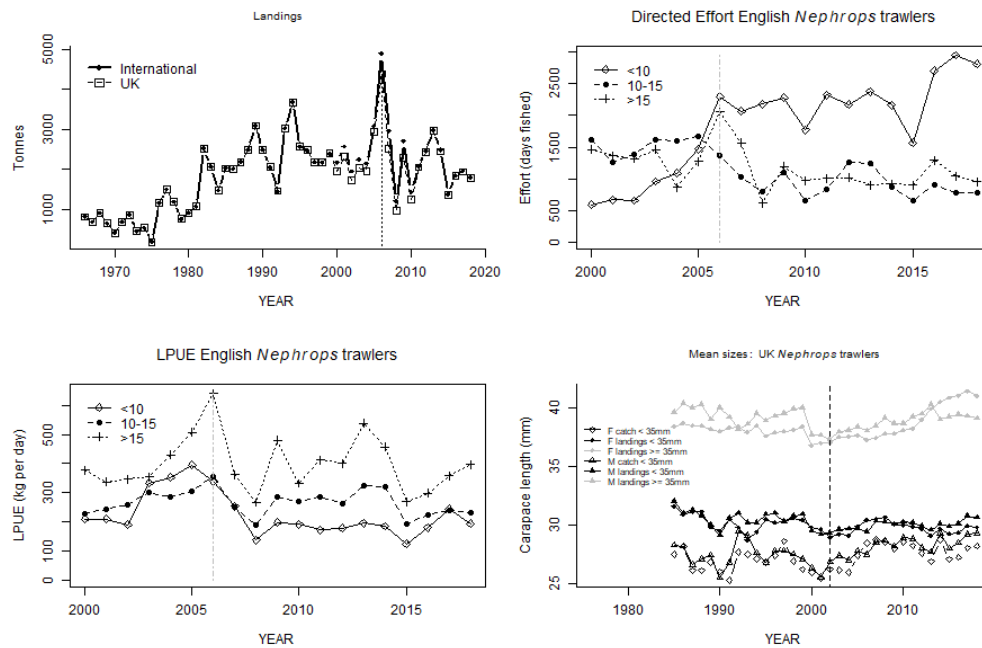 Landings
5000
3000
1000
Tonnes
International
UK
1970 1980 1990 2000 2010 2020
YEAR
Directed Effort English Nephrops trawlers
2500
1500
500
0
Effort (days fished)
<10
10-15
>15
2000 2005 2010 2015
YEAR
LPUE English Nephrops trawlers
500
300
100
0
LPUE (kg per day)
<10
10-15
>15
2000 2005 2010 2015
YEAR
Mean sizes: UK Nephrops trawlers
40
35
30
25
Carapace length (mm)
F catch < 35mm
F landings < 35mm
F landings >= 35mm
M catch < 35mm
M landings < 35mm
M landings >= 35mm
1980 1990 2000 2010
YEAR